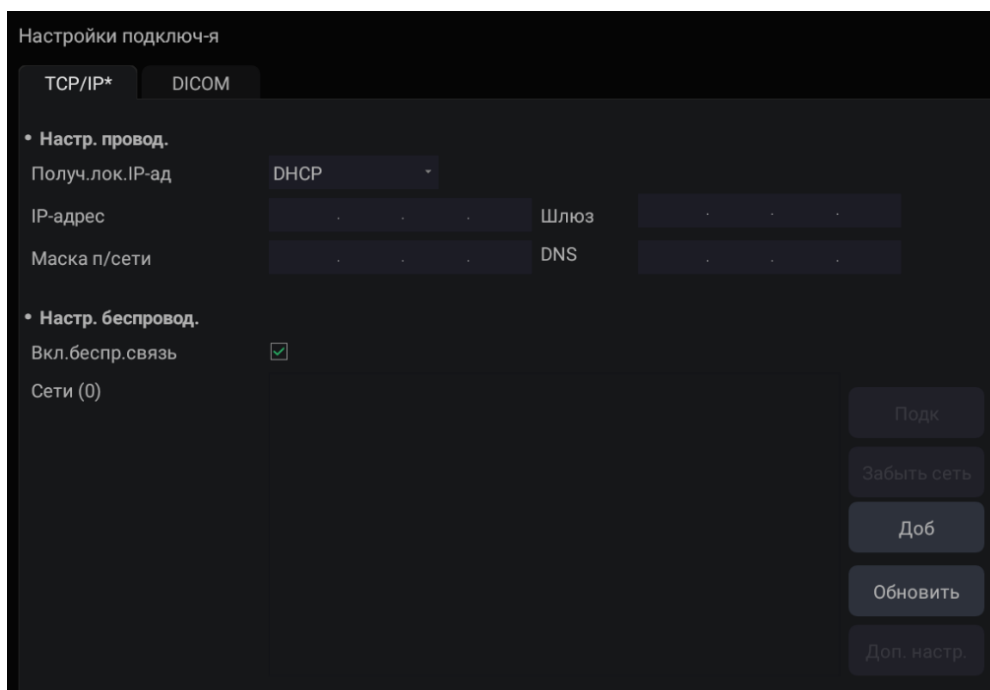 Настройки подключ-я
TCP/IP* DICOM
• Настр. провод.
Получ.лок.IP-ад DHCP
IP-адрес . . . Шлюз . . .
Маска п/сети . . . DNS . . .
• Настр. беспровод.
Вкл.беспр.связь
Сети (0)
Подк
Забыть сеть
Доб
Обновить
Доп. настр.